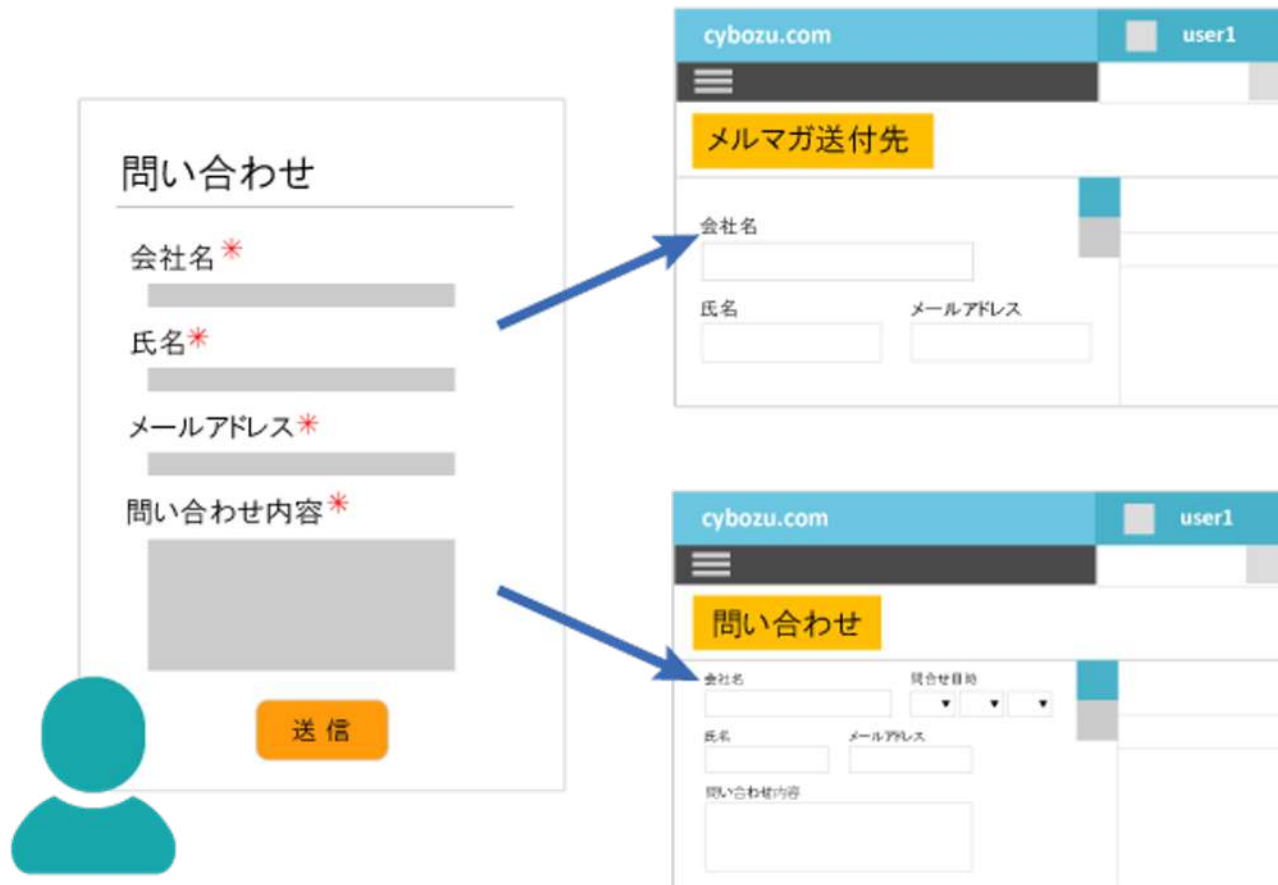 問い合わせ
会社名*
氏名*
メールアドレス*
問い合わせ内容*
送信
cybozu.com
user1
メルマガ送付先
会社名
氏名
メールアドレス
cybozu.com
user1
問い合わせ
会社名
問合せ日時
氏名
メールアドレス
問い合わせ内容